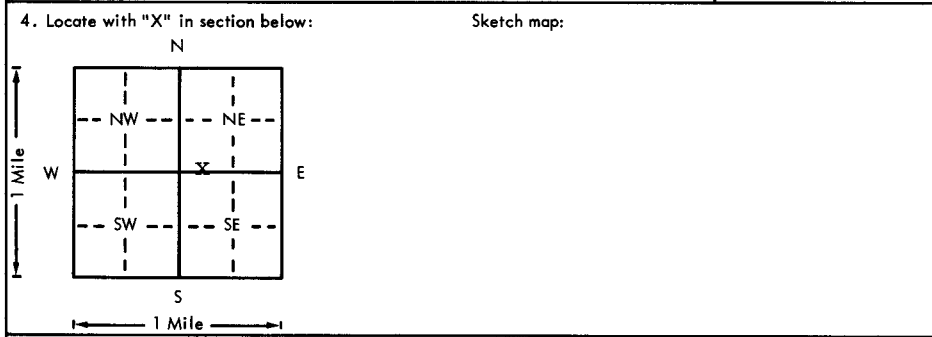 4. Locate with "X" in section below: Sketch map:
N
NW NE
1 Mile W X E
SW SE
S
1 Mile